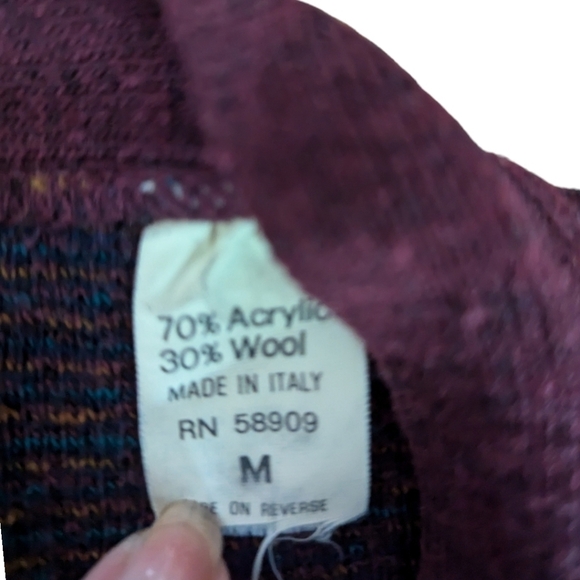 70% Acrylic
30% Wool
MADE IN ITALY
RN 58909
M
ON REVERSE